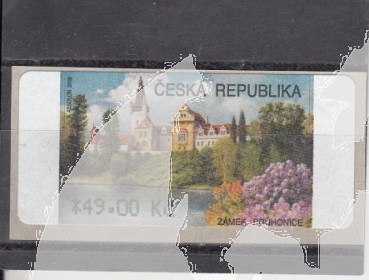 ČESKÁ REPUBLIKA
*49.00 Kč
ZÁMEK PRŮHONICE